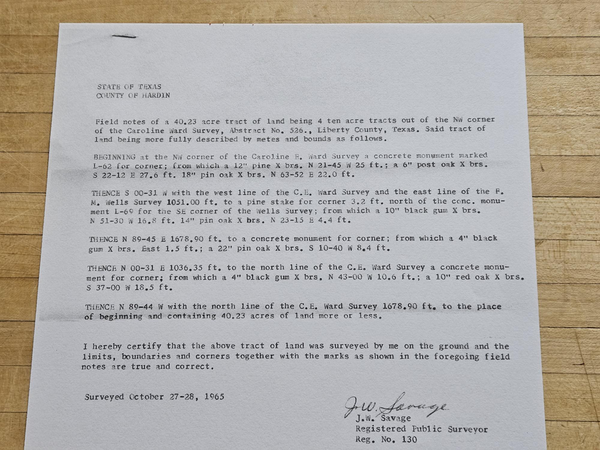 STATE OF TEXAS
COUNTY OF HARDIN
Field notes of a 40.23 acre tract of land being 4 ten acre tracts out of the NW corner
of the Caroline Ward Survey, Abstract No. 526., Liberty County, Texas. Said tract of
land being more fully described by metes and bounds as follows.
BEGINNING at the NW corner of the Caroline E. Ward Survey a concrete monument marked
L-62 for corner; from which a 12" pine X brs. N 21-45 W 25 ft.; a 6" post oak X brs.
S 22-12 E 27.6 ft. 18" pin oak X brs. N 63-52 E 22.0 ft.
THENCE S 00-31 W with the west line of the C.E. Ward Survey and the east line of the F.
M. Wells Survey 1051.00 ft. to a pine stake for corner 3.2 ft. north of the conc. monu-
ment L-69 for the SE corner of the Wells Survey; from which a 10" black gum X brs.
N 51-30 W 16.8 ft. 14" pin oak X brs. N 23-15 E 4.4 ft.
THENCE N 89-45 E 1678.90 ft. to a concrete monument for corner; from which a 4" black
gum X brs. East 1.5 ft.; a 22" pin oak X brs. S 10-40 W 8.4 ft.
THENCE N 00-31 E 1036.35 ft. to the north line of the C.E. Ward Survey a concrete monu-
ment for corner; from which a 4" black gum X brs. N 43-00 W 10.6 ft.; a 10" red oak X brs.
S 37-00 W 18.5 ft.
THENCE N 89-44 W with the north line of the C.E. Ward Survey 1678.90 ft. to the place
of beginning and containing 40.23 acres of land more or less.
I hereby certify that the above tract of land was surveyed by me on the ground and the
limits, boundaries and corners together with the marks as shown in the foregoing field
notes are true and correct.
Surveyed October 27-28, 1965
J.W. Savage
J.W. Savage
Registered Public Surveyor
Reg. No. 130